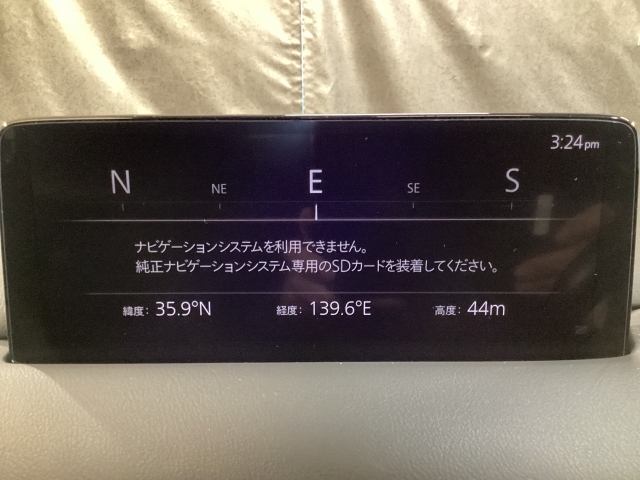 3:24pm
N NE E SE S
ナビゲーションシステムを利用できません。
純正ナビゲーションシステム専用のSDカードを装着してください。
緯度: 35.9°N 経度: 139.6°E 高度: 44m